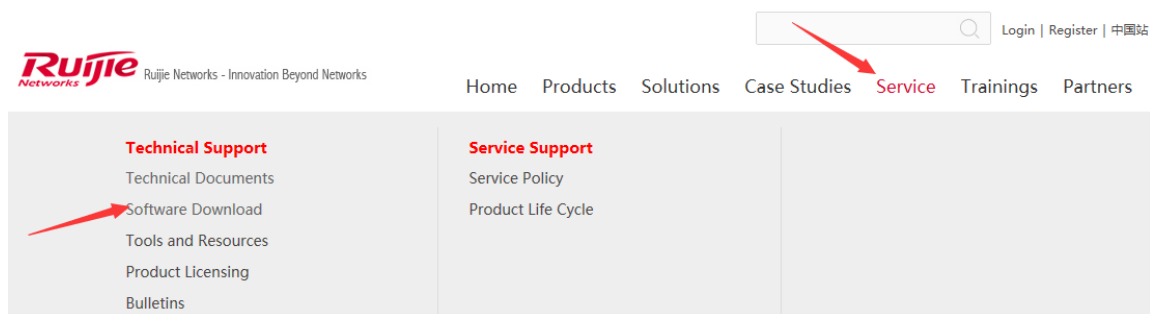 Login | Register | 中国站
Ruijie
Networks
Ruijie Networks - Innovation Beyond Networks
Home Products Solutions Case Studies Service Trainings Partners
Technical Support
Technical Documents
Software Download
Tools and Resources
Product Licensing
Bulletins
Service Support
Service Policy
Product Life Cycle